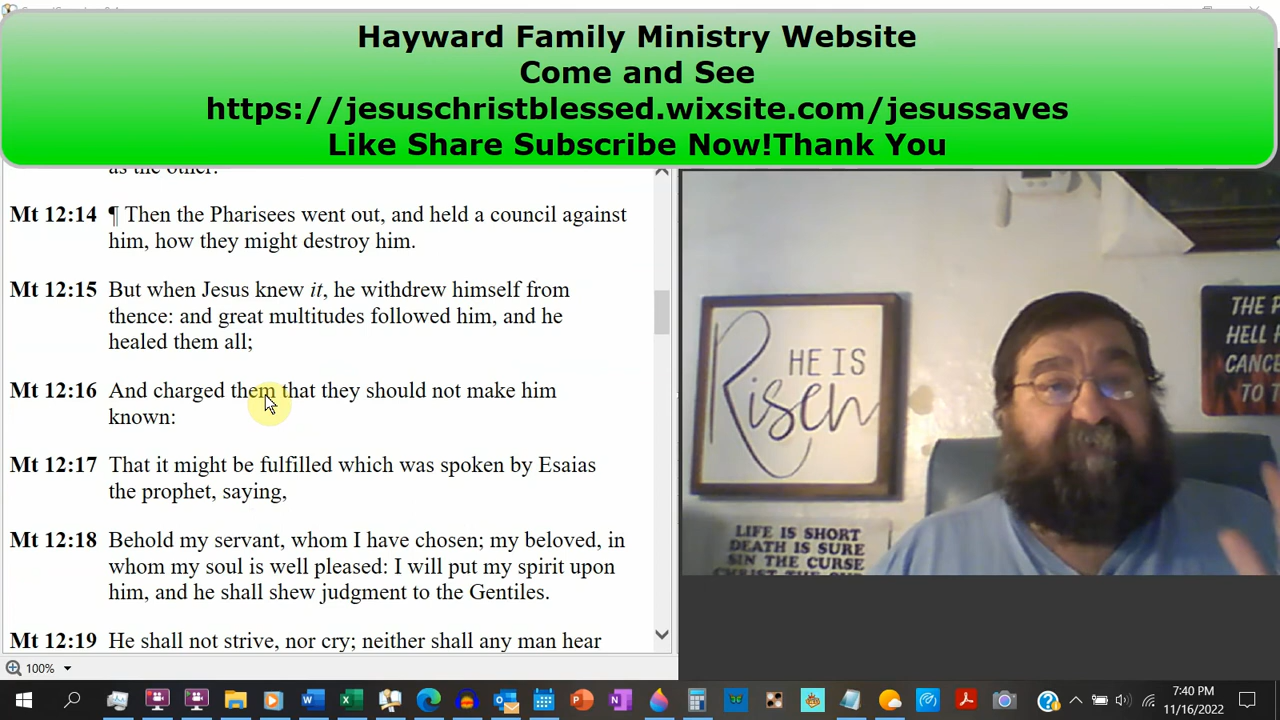 Hayward Family Ministry Website
Come and See
https://jesuschristblessed.wixsite.com/jesussaves
Like Share Subscribe Now!Thank You
as the other.
Mt 12:14 ¶ Then the Pharisees went out, and held a council against
him, how they might destroy him.
Mt 12:15 But when Jesus knew it, he withdrew himself from
thence: and great multitudes followed him, and he
healed them all;
Mt 12:16 And charged them that they should not make him
known:
Mt 12:17 That it might be fulfilled which was spoken by Esaias
the prophet, saying,
Mt 12:18 Behold my servant, whom I have chosen; my beloved, in
whom my soul is well pleased: I will put my spirit upon
him, and he shall shew judgment to the Gentiles.
Mt 12:19 He shall not strive, nor cry; neither shall any man hear
HE IS
Risen
THE P
HELL H
CANCE
TO T
LIFE IS SHORT
DEATH IS SURE
SIN THE CURSE
100%
7:40 PM
11/16/2022